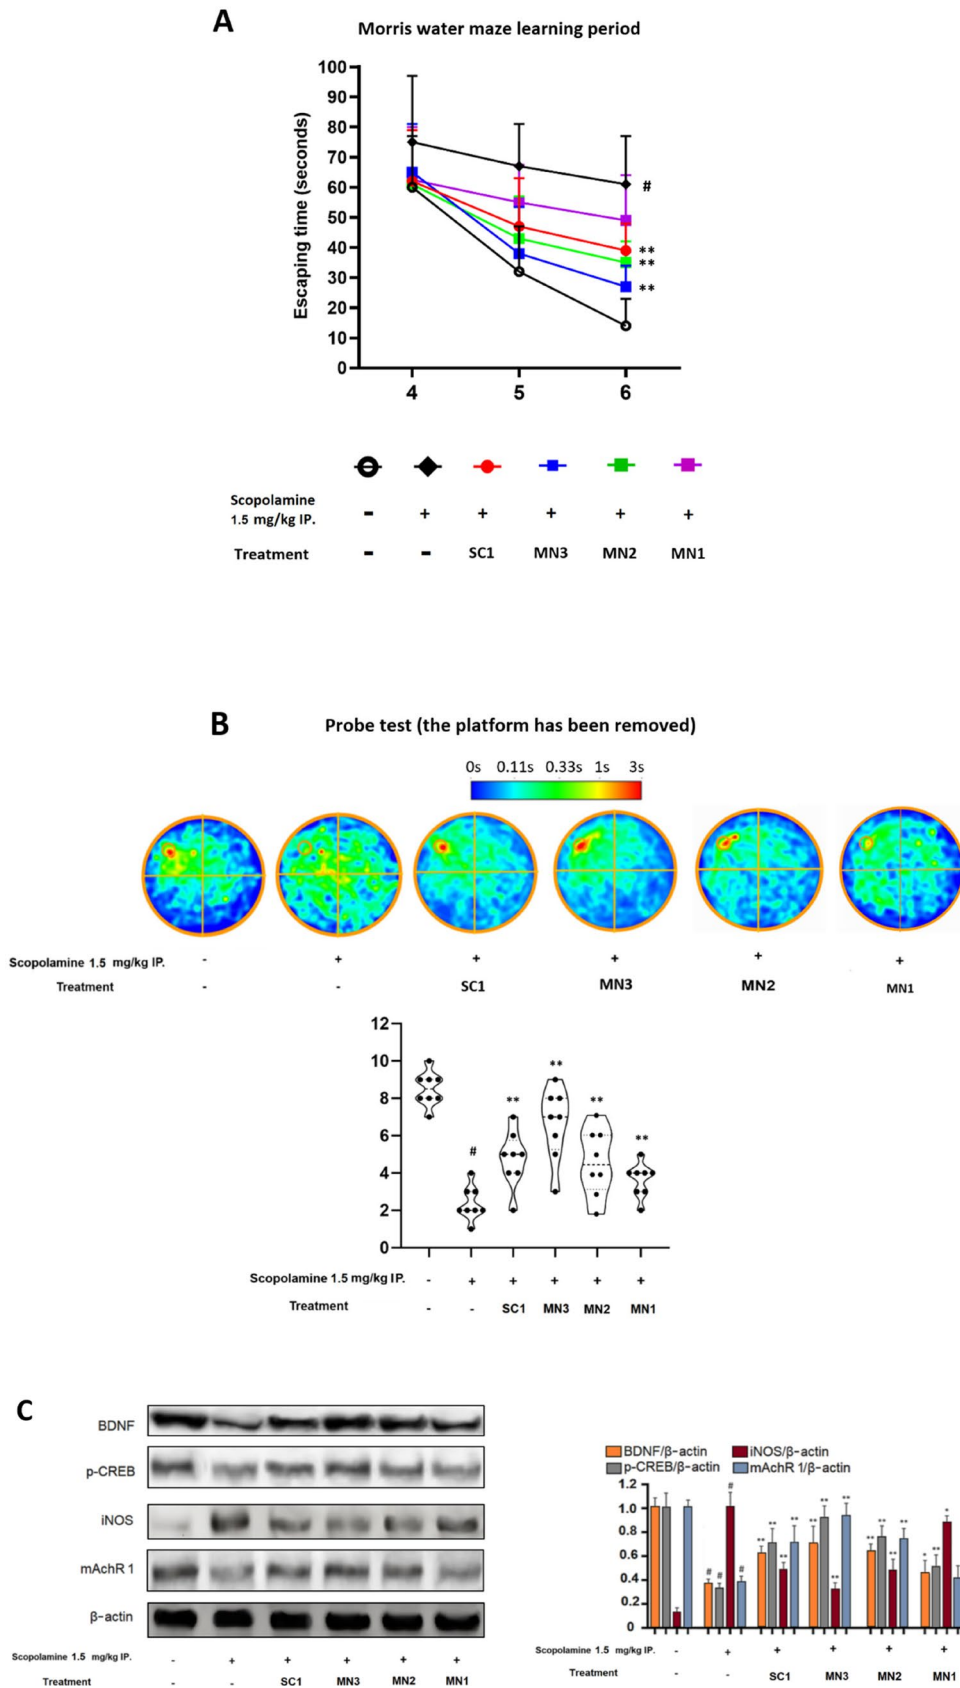 A
Morris water maze learning period
Escaping time (seconds)
100
90
80
70
60
50
40
30
20
10
0
#
**
**
**
4 5 6
Scopolamine
1.5 mg/kg IP. - + + + + +
Treatment - - SC1 MN3 MN2 MN1
B
Probe test (the platform has been removed)
0s 0.11s 0.33s 1s 3s
Scopolamine 1.5 mg/kg IP. - + + + + +
Treatment - - SC1 MN3 MN2 MN1
12
10
8
6
4
2
0
# ** ** ** **
Scopolamine 1.5 mg/kg IP. - + + + + +
Treatment - - SC1 MN3 MN2 MN1
C
BDNF
p-CREB
iNOS
mAchR 1
β-actin
Scopolamine 1.5 mg/kg IP. - + + + + +
Treatment - - SC1 MN3 MN2 MN1
BDNF/β-actin iNOS/β-actin
p-CREB/β-actin mAchR 1/β-actin
1.2
1.0
0.8
0.6
0.4
0.2
0
# # # #
** ** ** **
** ** ** **
** ** ** **
* ** *
Scopolamine 1.5 mg/kg IP. - + + + + +
Treatment - - SC1 MN3 MN2 MN1